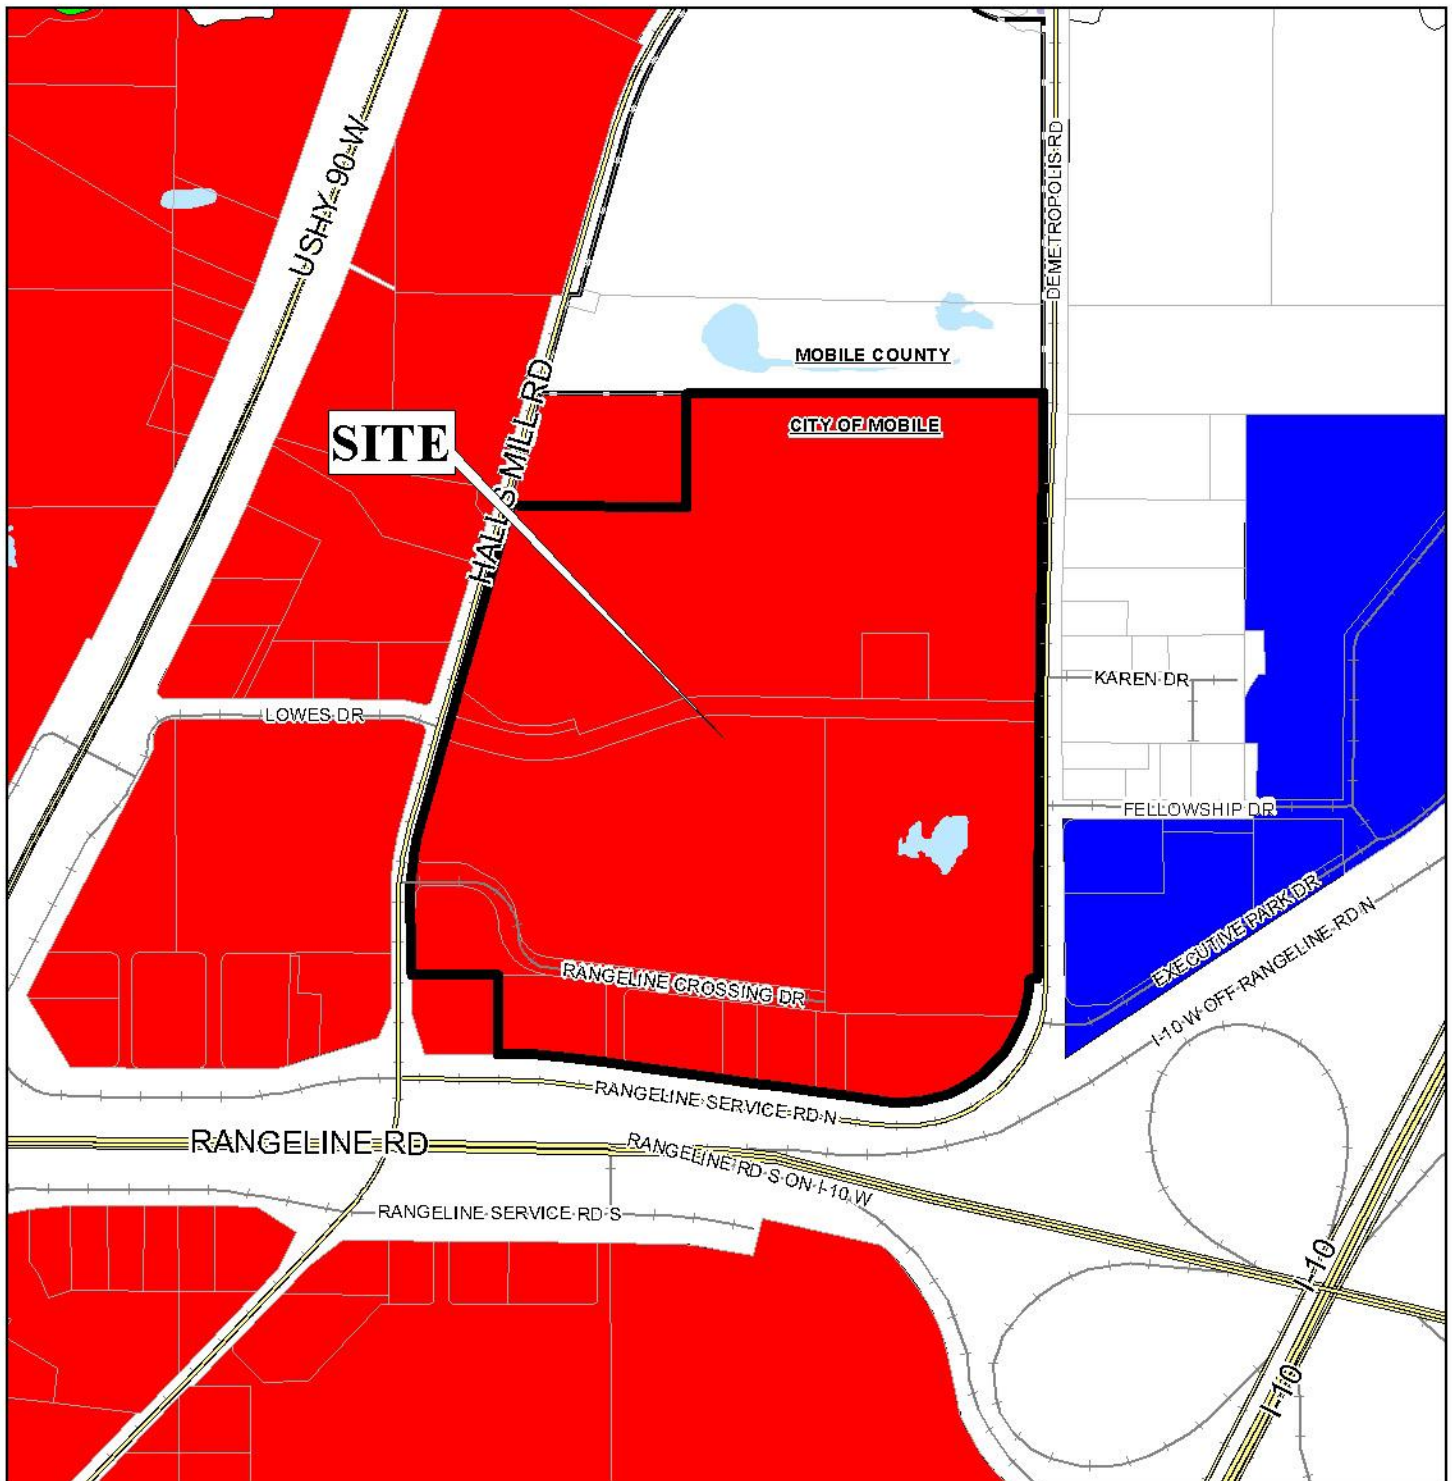 USHY 90 W
DEMETROPOLIS RD
MOBILE COUNTY
HALLS MILL RD
SITE
CITY OF MOBILE
KAREN DR
LOWES DR
FELLOWSHIP DR
EXECUTIVE PARK DR
I-10 W OFF RANGELINE RD N
RANGELINE CROSSING DR
RANGELINE SERVICE RD N
RANGELINE RD
RANGELINE RD S ON I-10 W
RANGELINE SERVICE RD S
I-10
I-10